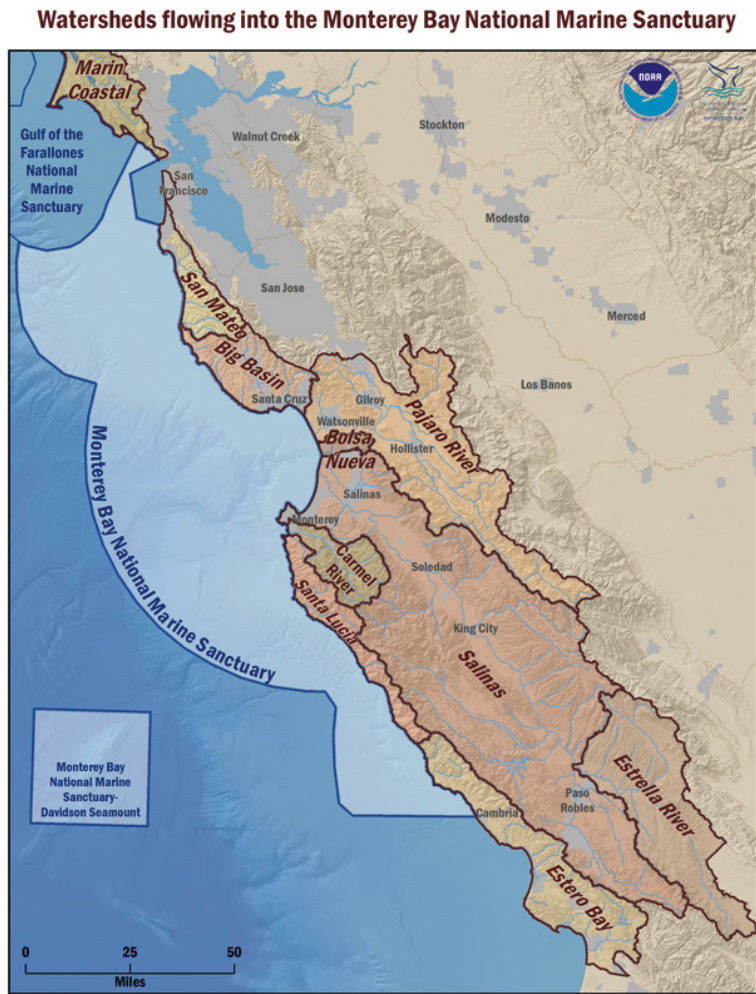 Watersheds flowing into the Monterey Bay National Marine Sanctuary
Marin
Coastal
NOAA
Gulf of the
Farallones
National
Marine
Sanctuary
Walnut Creek
Stockton
San
Francisco
Modesto
San Jose
San Mateo
Merced
Big Basin
Los Banos
Santa Cruz
Gilroy
Pajaro River
Watsonville
Bolsa
Nueva
Hollister
Salinas
Monterey
Carmel
River
Soledad
Santa Lucia
King City
Salinas
Monterey Bay National Marine Sanctuary
Monterey Bay
National Marine
Sanctuary-
Davidson Seamount
Estrella River
Paso
Robles
Cambria
Estero Bay
0 25 50
Miles